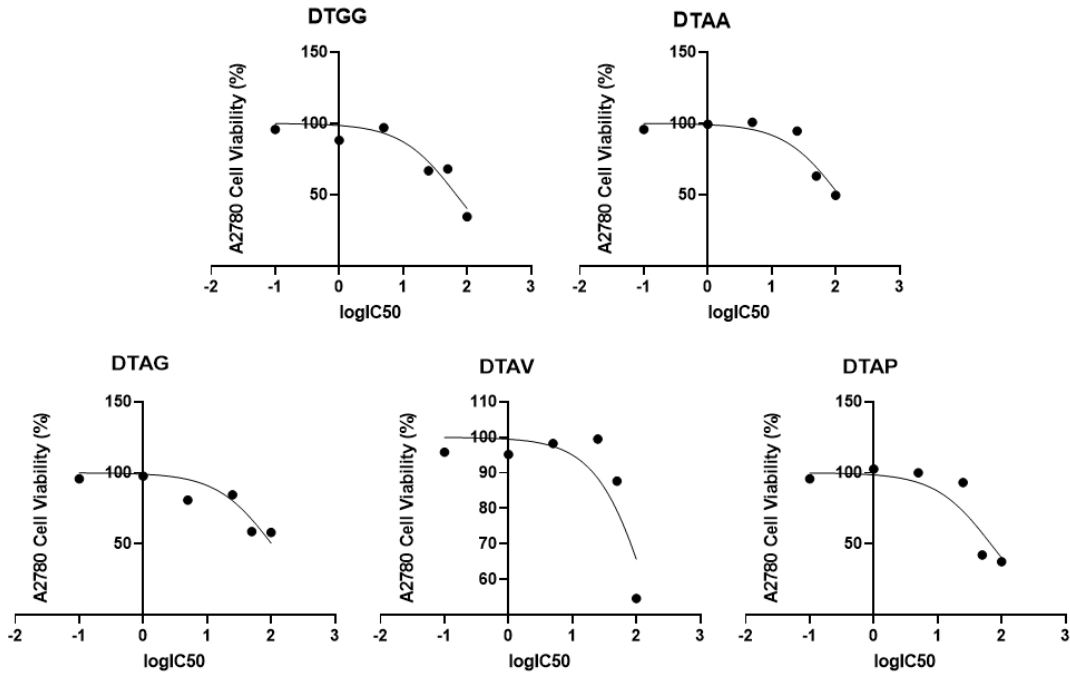 DTGG
A2780 Cell Viability (%)
150
100
50
-2 -1 0 1 2 3
logIC50
DTAA
A2780 Cell Viability (%)
150
100
50
-2 -1 0 1 2 3
logIC50
DTAG
A2780 Cell Viability (%)
150
100
50
-2 -1 0 1 2 3
logIC50
DTAV
A2780 Cell Viability (%)
110
100
90
80
70
60
-2 -1 0 1 2 3
logIC50
DTAP
A2780 Cell Viability (%)
150
100
50
-2 -1 0 1 2 3
logIC50